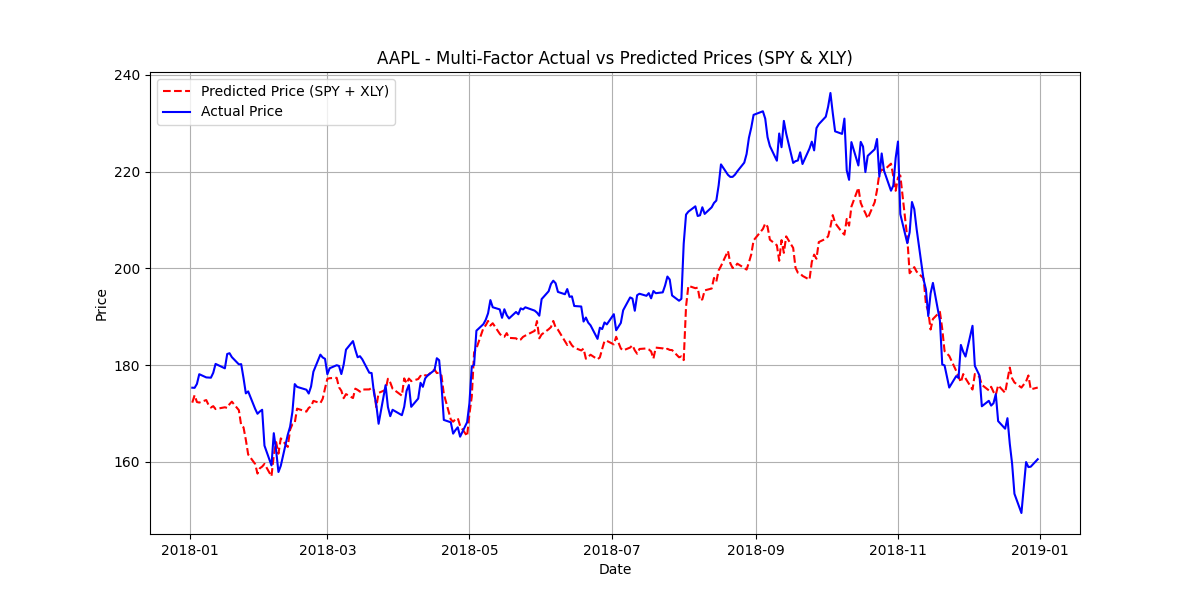 AAPL - Multi-Factor Actual vs Predicted Prices (SPY & XLY)
Predicted Price (SPY + XLY)
Actual Price
Price
240
220
200
180
160
2018-01
2018-03
2018-05
2018-07
2018-09
2018-11
2019-01
Date